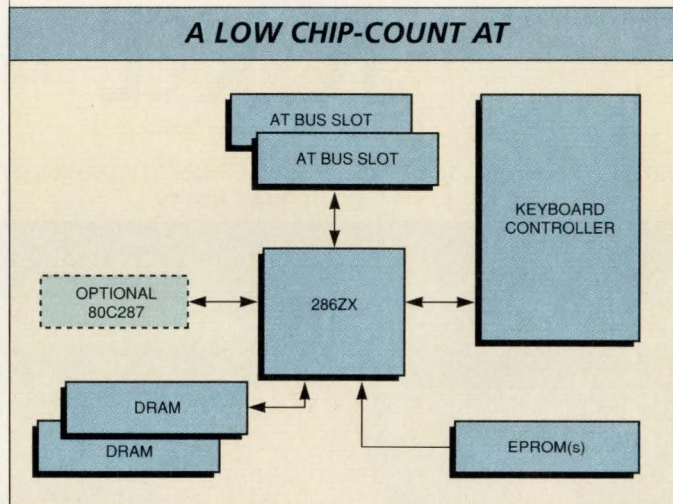 A LOW CHIP-COUNT AT
AT BUS SLOT
AT BUS SLOT
KEYBOARD
CONTROLLER
OPTIONAL
80C287
286ZX
DRAM
DRAM
EPROM(s)